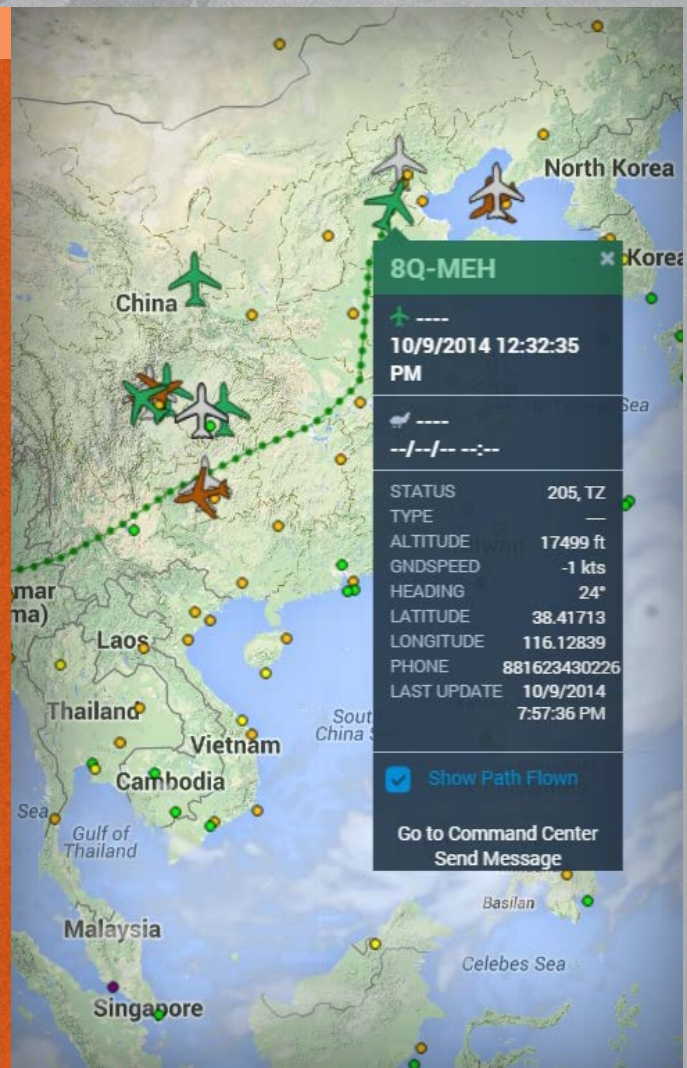 North Korea
Korea
China
Sea
mar
ma)
Laos
Thailand
Vietnam
Cambodia
Sea
Gulf of
Thailand
Sout
China S
Malaysia
Singapore
Basilan
Celebes Sea
8Q-MEH
----
10/9/2014 12:32:35
PM
----
--/--/-- --:--
STATUS 205, TZ
TYPE —
ALTITUDE 17499 ft
GNDSPEED -1 kts
HEADING 24°
LATITUDE 38.41713
LONGITUDE 116.12839
PHONE 881623430226
LAST UPDATE 10/9/2014
7:57:36 PM
Show Path Flown
Go to Command Center
Send Message